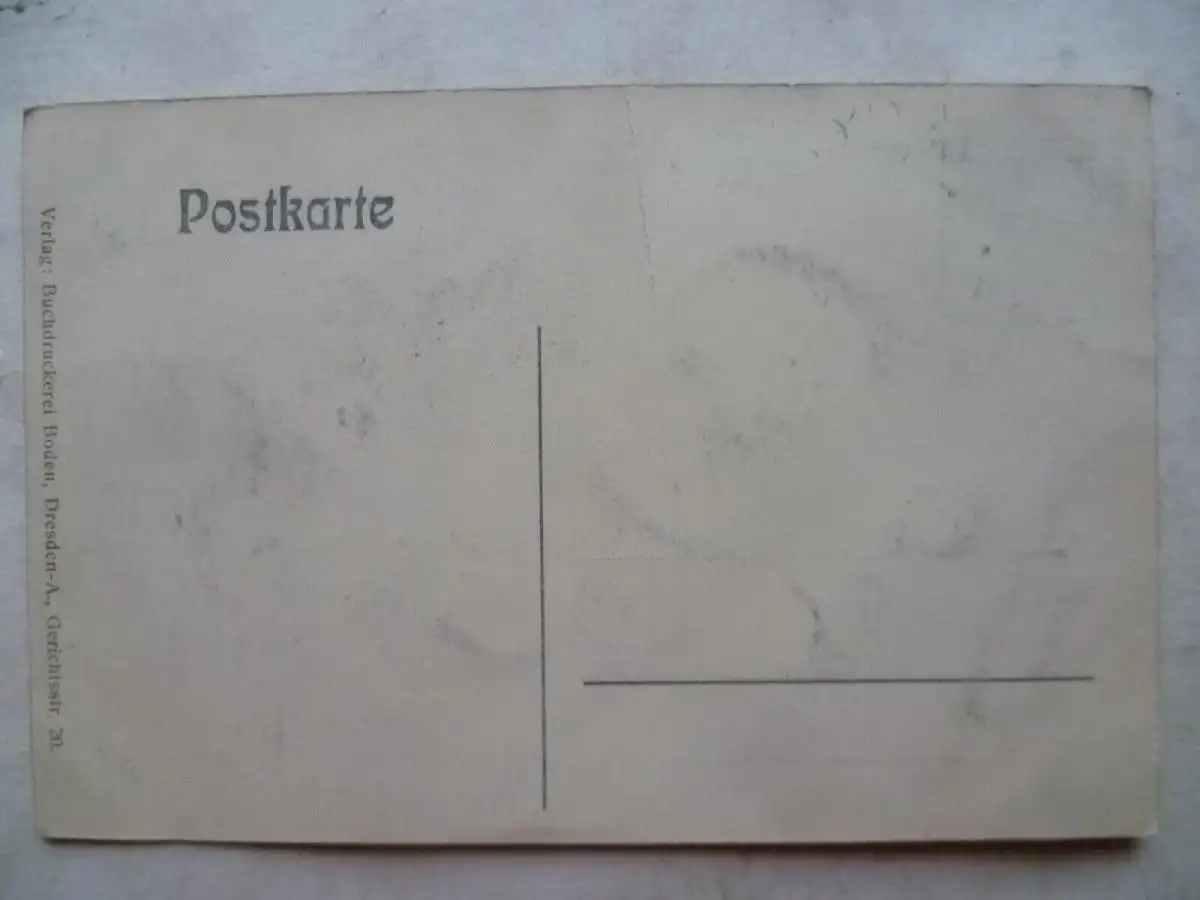 Postkarte
Verlag: Buchdruckerei Boden, Dresden-A., Gerichtsstr. 20.